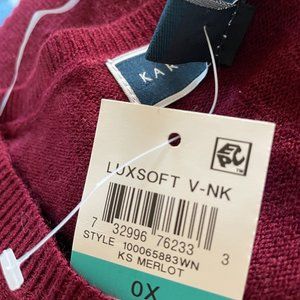 KAR
LUXSOFT V-NK
7 32996 76233 3
STYLE 100065883WN
KS MERLOT
0X